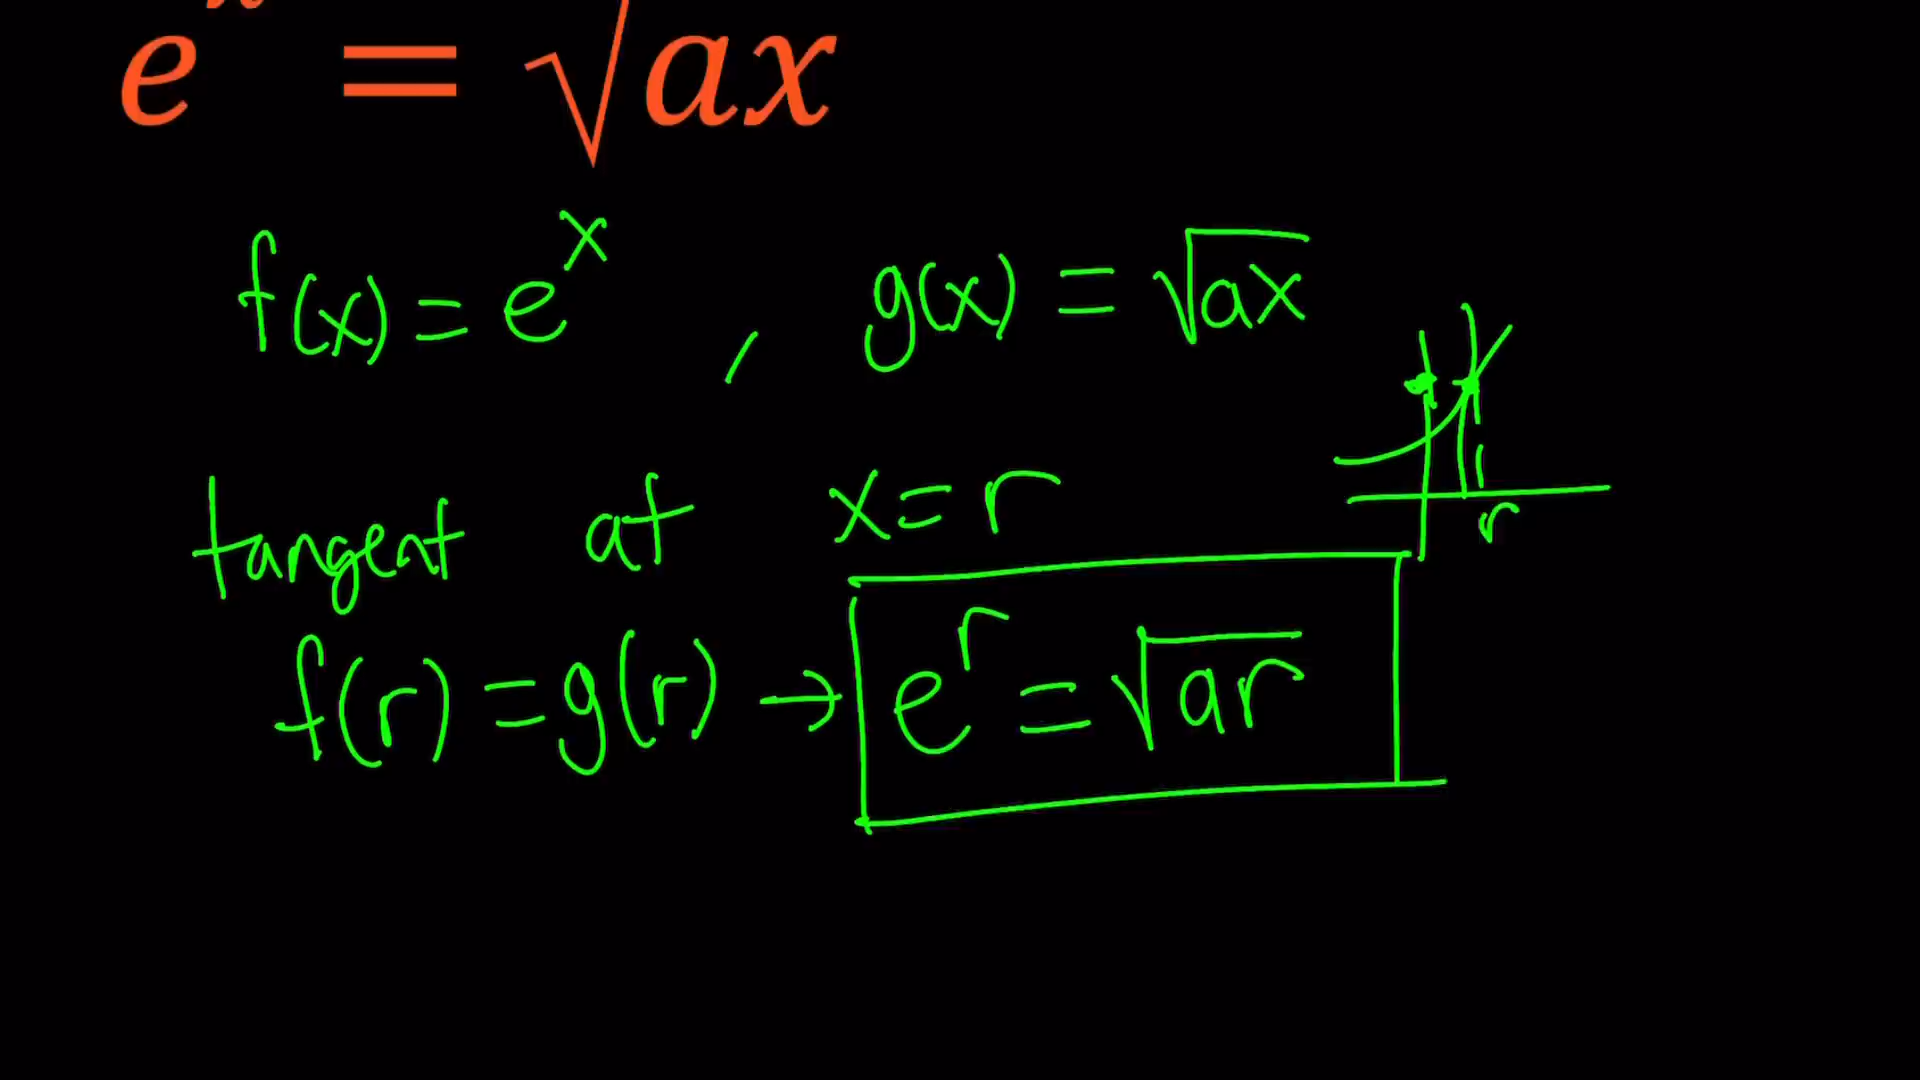 e^x = √ax
f(x) = e^x , g(x) = √ax
tangent at x = r
r
f(r) = g(r) → e^r = √ar